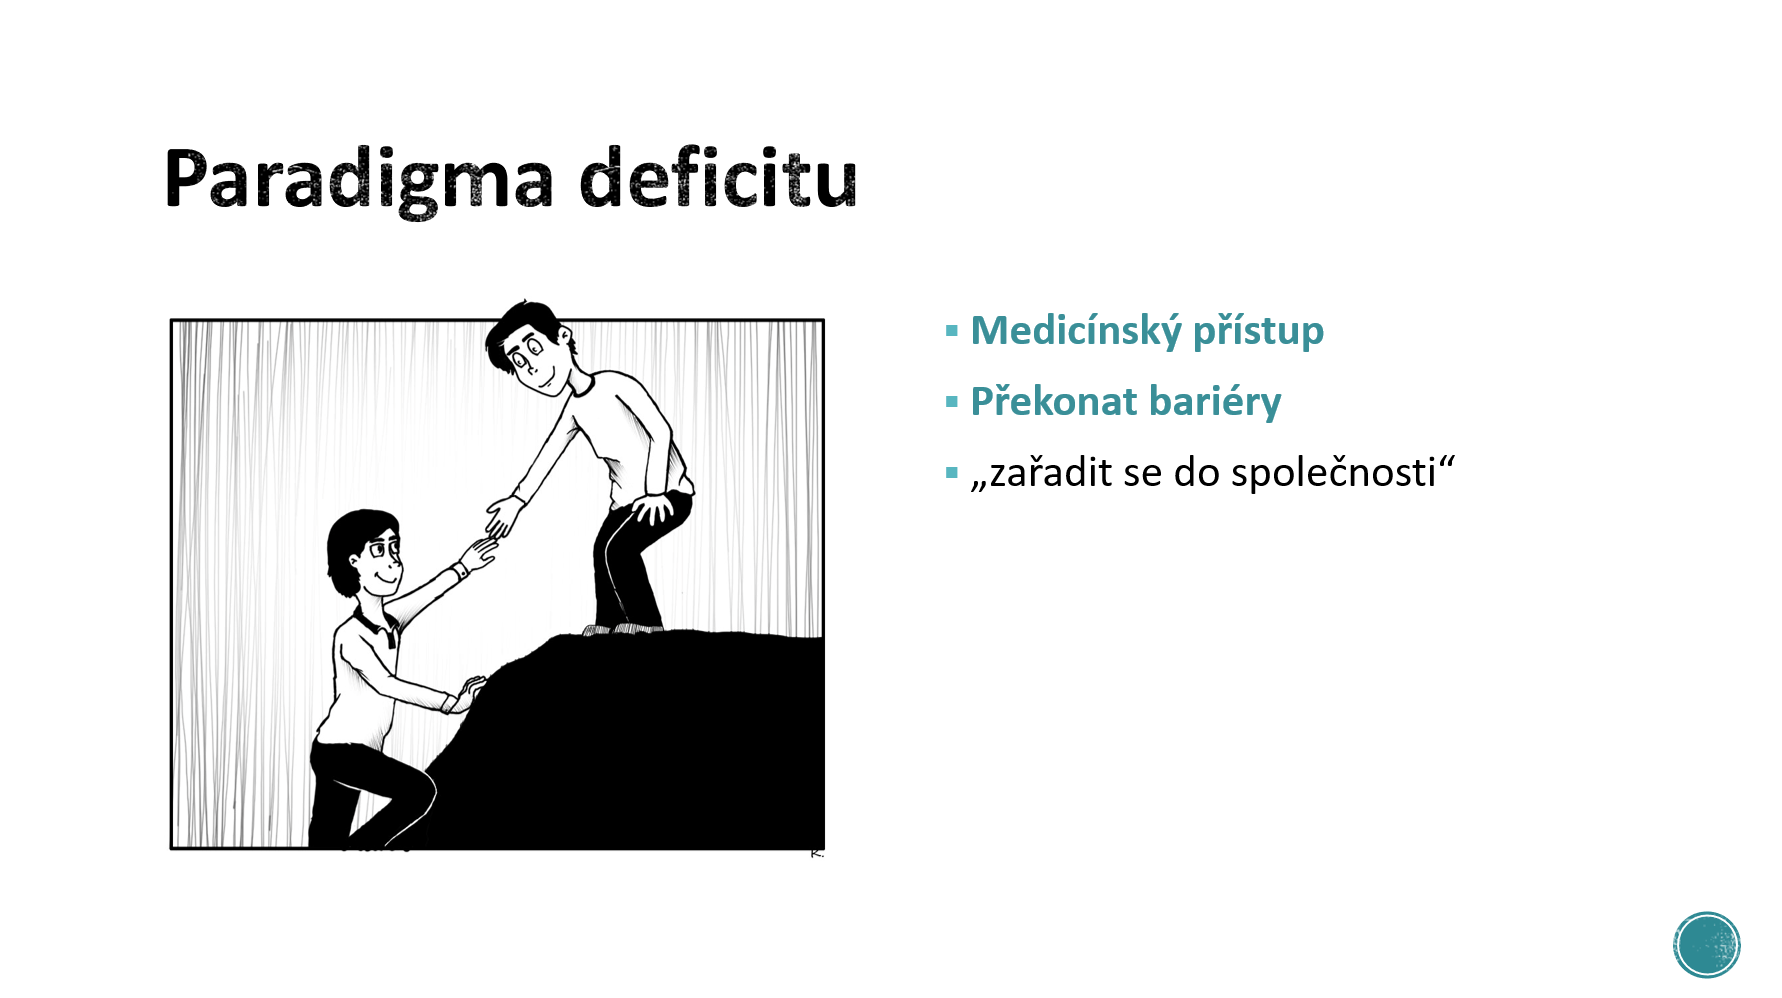 Paradigma deficitu
Medicínský přístup
Překonat bariéry
„zařadit se do společnosti“
K.